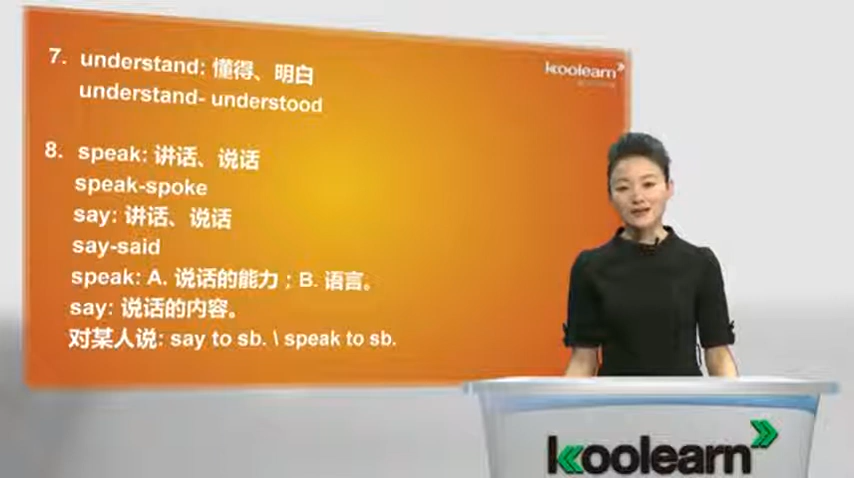 7. understand: 懂得、明白
understand- understood
8. speak: 讲话、说话
speak-spoke
say: 讲话、说话
say-said
speak: A. 说话的能力；B. 语言。
say: 说话的内容。
对某人说: say to sb. \ speak to sb.
koolearn
koolearn